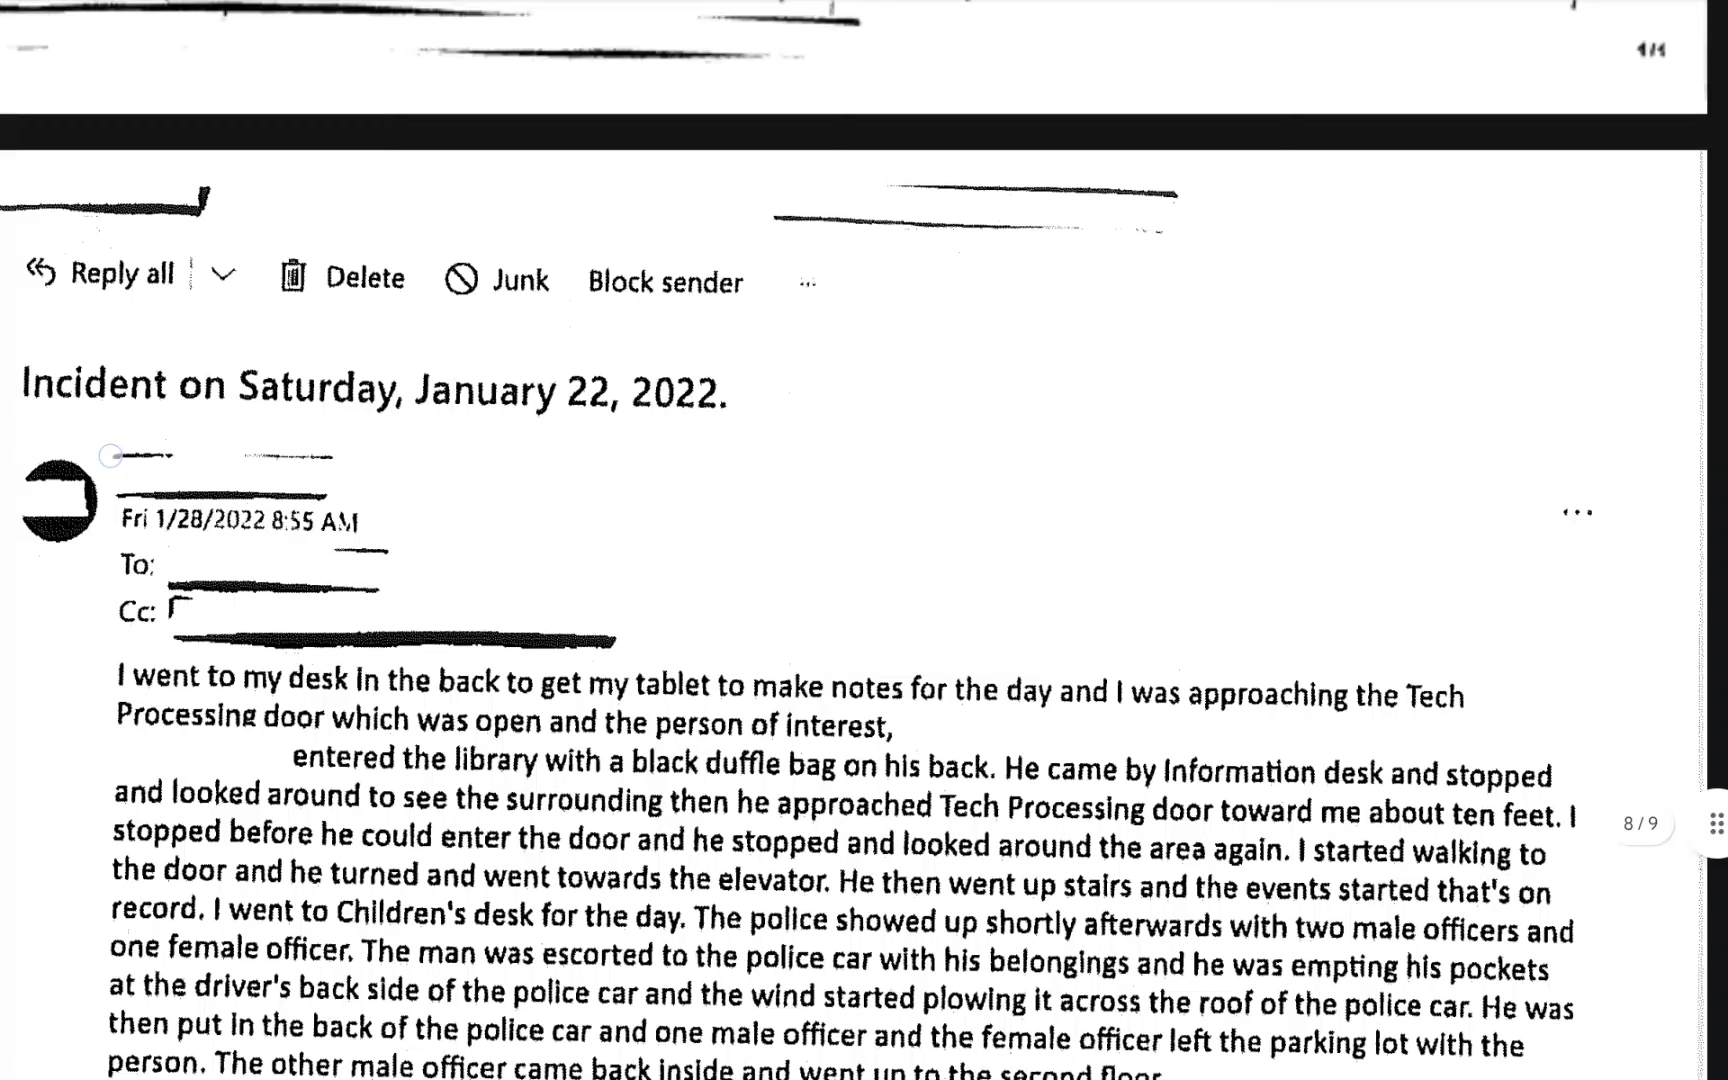 1/1
Reply all
Delete
Junk
Block sender
...
Incident on Saturday, January 22, 2022.
...
Fri 1/28/2022 8:55 AM
To:
Cc:
I went to my desk in the back to get my tablet to make notes for the day and I was approaching the Tech
Processing door which was open and the person of interest,
entered the library with a black duffle bag on his back. He came by Information desk and stopped
and looked around to see the surrounding then he approached Tech Processing door toward me about ten feet. I
stopped before he could enter the door and he stopped and looked around the area again. I started walking to
the door and he turned and went towards the elevator. He then went up stairs and the events started that's on
record. I went to Children's desk for the day. The police showed up shortly afterwards with two male officers and
one female officer. The man was escorted to the police car with his belongings and he was empting his pockets
at the driver's back side of the police car and the wind started plowing it across the roof of the police car. He was
then put in the back of the police car and one male officer and the female officer left the parking lot with the
person. The other male officer came back inside and went up to the second floor.
8/9